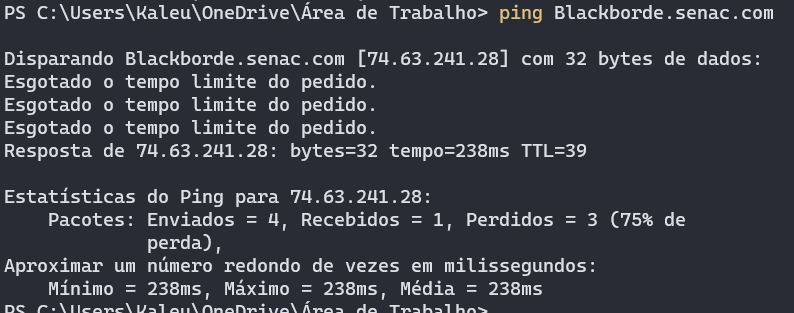 PS C:\Users\Kaleu\OneDrive\Área de Trabalho> ping Blackborde.senac.com
Disparando Blackborde.senac.com [74.63.241.28] com 32 bytes de dados:
Esgotado o tempo limite do pedido.
Esgotado o tempo limite do pedido.
Esgotado o tempo limite do pedido.
Resposta de 74.63.241.28: bytes=32 tempo=238ms TTL=39
Estatísticas do Ping para 74.63.241.28:
Pacotes: Enviados = 4, Recebidos = 1, Perdidos = 3 (75% de
perda),
Aproximar um número redondo de vezes em milissegundos:
Mínimo = 238ms, Máximo = 238ms, Média = 238ms
PS C:\Users\Kaleu\OneDrive\Área de Trabalho>